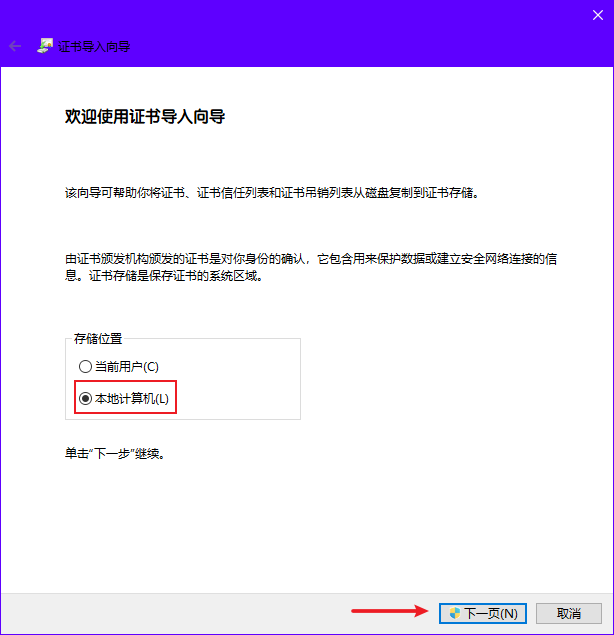 证书导入向导
欢迎使用证书导入向导
该向导可帮助你将证书、证书信任列表和证书吊销列表从磁盘复制到证书存储。
由证书颁发机构颁发的证书是对你身份的确认，它包含用来保护数据或建立安全网络连接的信
息。证书存储是保存证书的系统区域。
存储位置
当前用户(C)
本地计算机(L)
单击"下一步"继续。
下一页(N)
取消